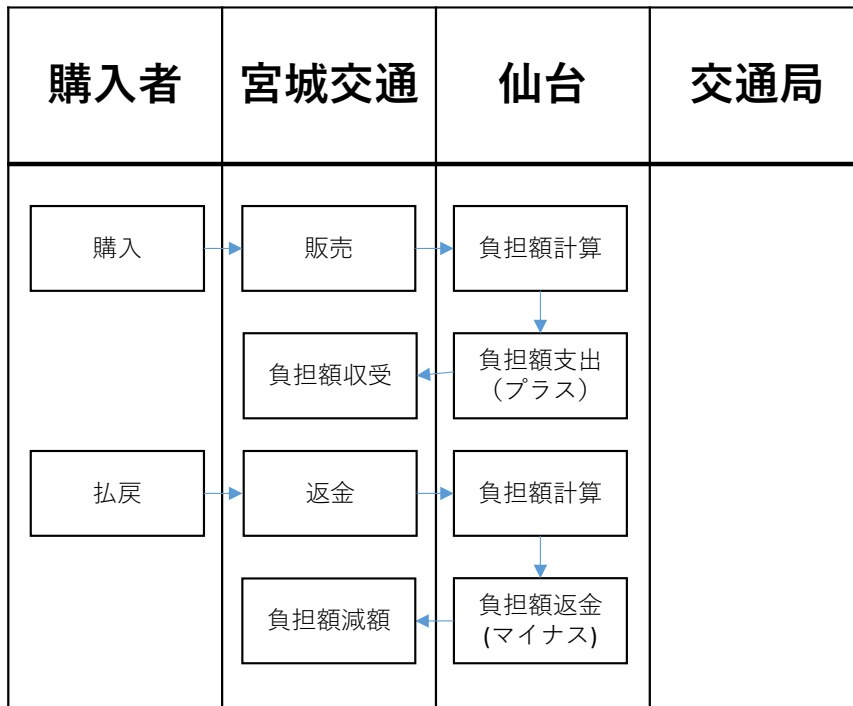 購入者
宮城交通
仙台
交通局
購入
販売
負担額計算
負担額収受
負担額支出
（プラス）
払戻
返金
負担額計算
負担額減額
負担額返金
(マイナス)